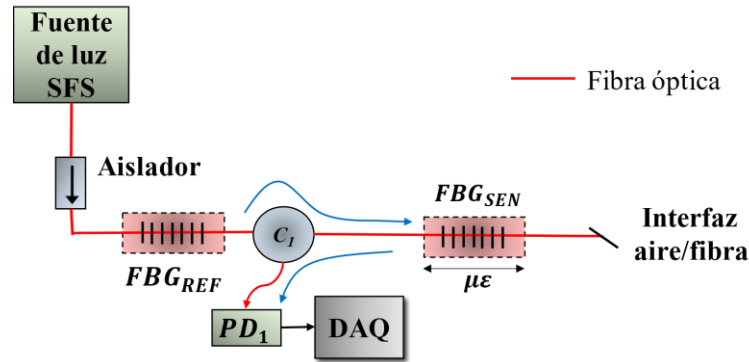 Fuente
de luz
SFS
Fibra óptica
Aislador
FBG_REF
C_1
FBG_SEN
με
Interfaz
aire/fibra
PD_1
DAQ